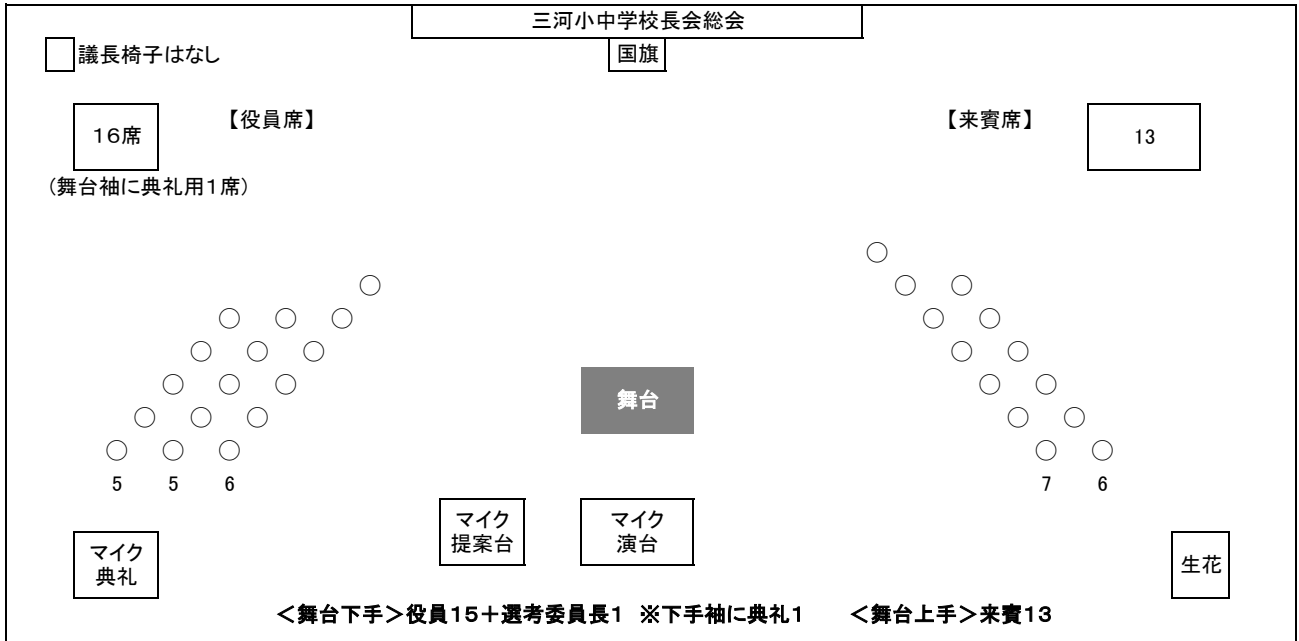 三河小中学校長会総会
国旗
議長椅子はなし
16席
【役員席】
【来賓席】
13
(舞台袖に典礼用1席)
舞台
5 5 6
7 6
マイク
提案台
マイク
演台
マイク
典礼
生花
<舞台下手>役員15+選考委員長1 ※下手袖に典礼1 <舞台上手>来賓13